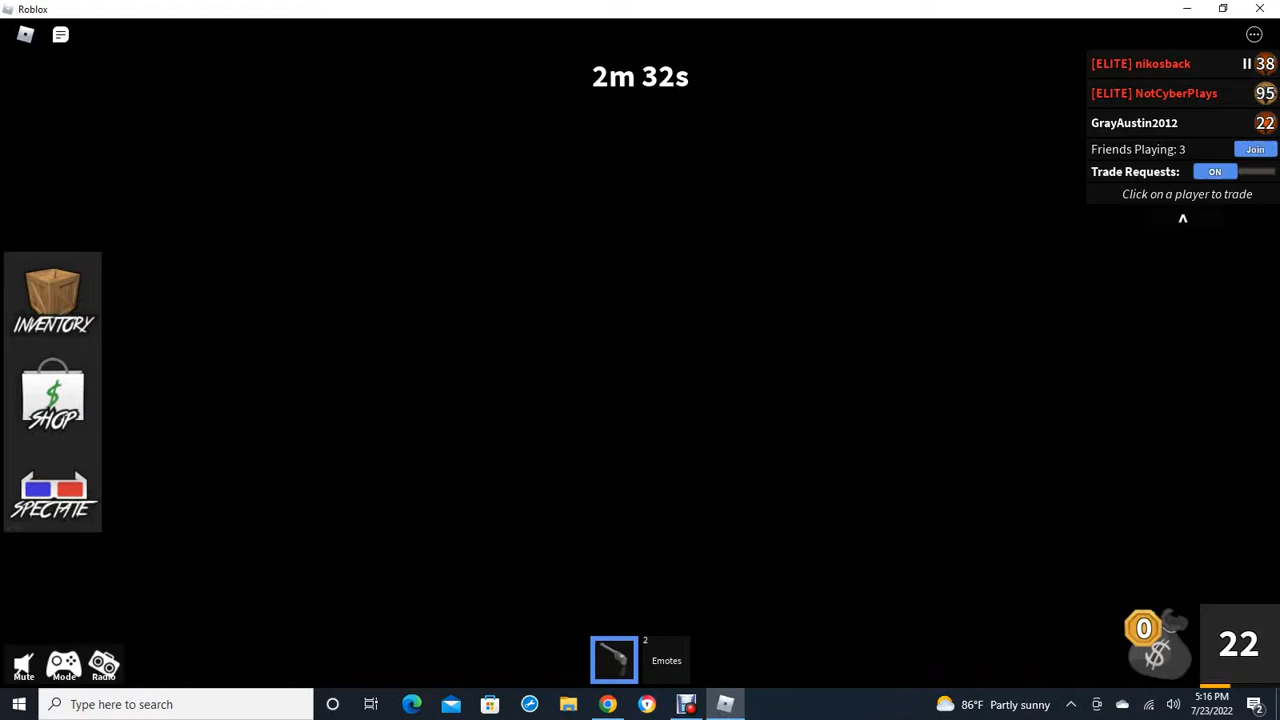 Roblox
2m 32s
[ELITE] nikosback 38
[ELITE] NotCyberPlays 95
GrayAustin2012 22
Friends Playing: 3 Join
Trade Requests: ON
Click on a player to trade
INVENTORY
$
SHOP
SPECTATE
2
Emotes
0
$
22
Mute Mode Radio
Type here to search
86°F Partly sunny
5:16 PM
7/23/2022
2